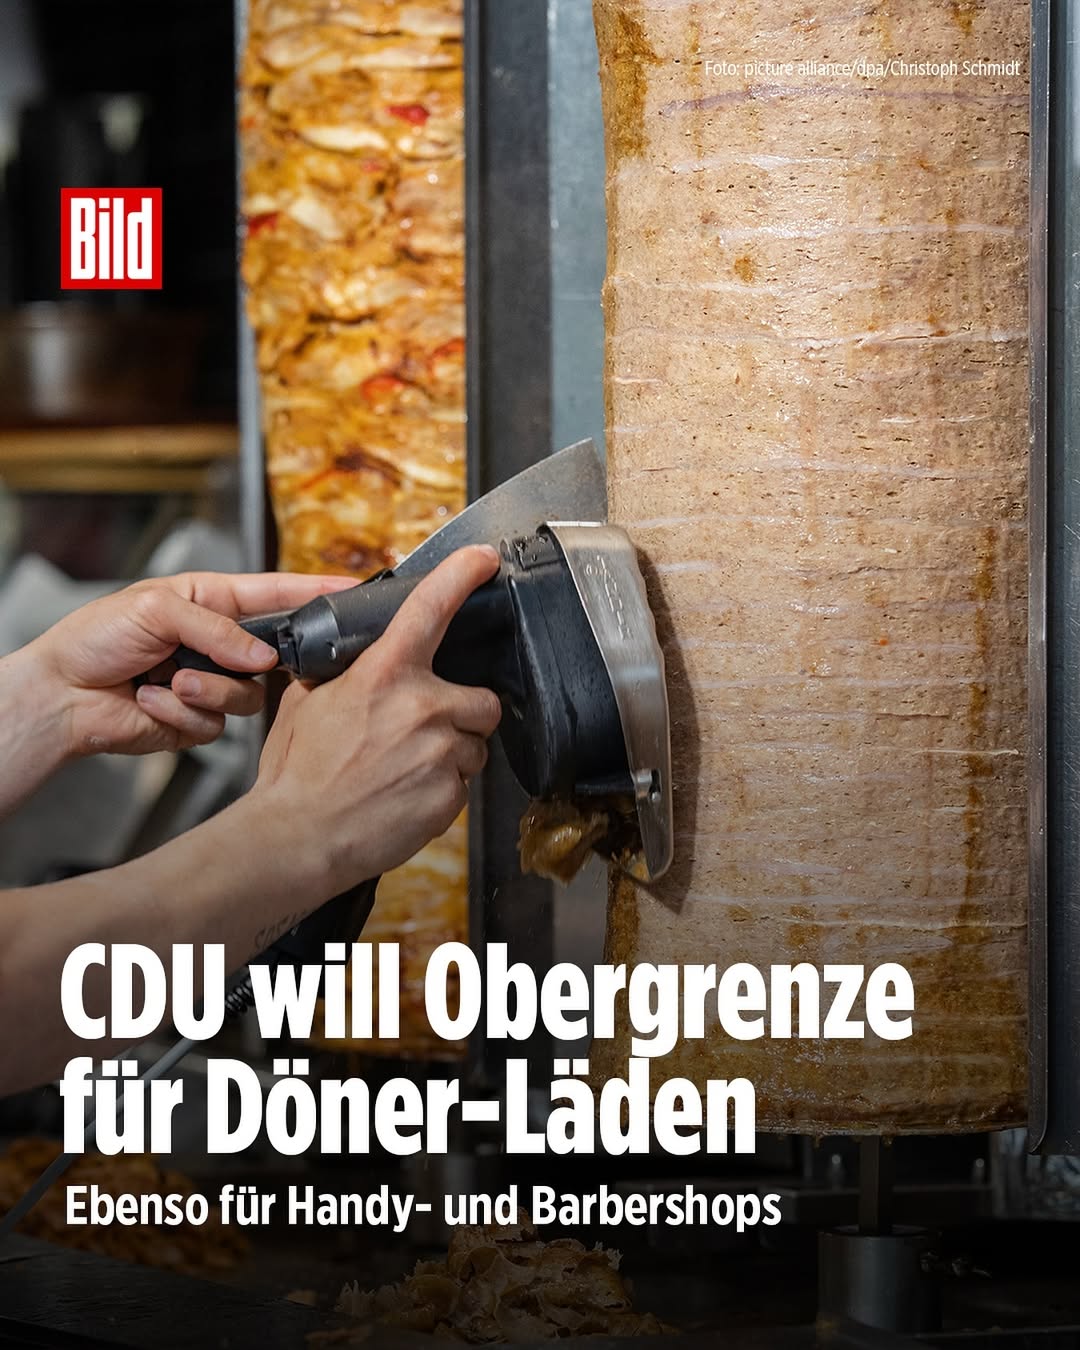 Foto: picture alliance/dpa/Christoph Schmidt
Bild
CDU will Obergrenze
für Döner-Läden
Ebenso für Handy- und Barbershops